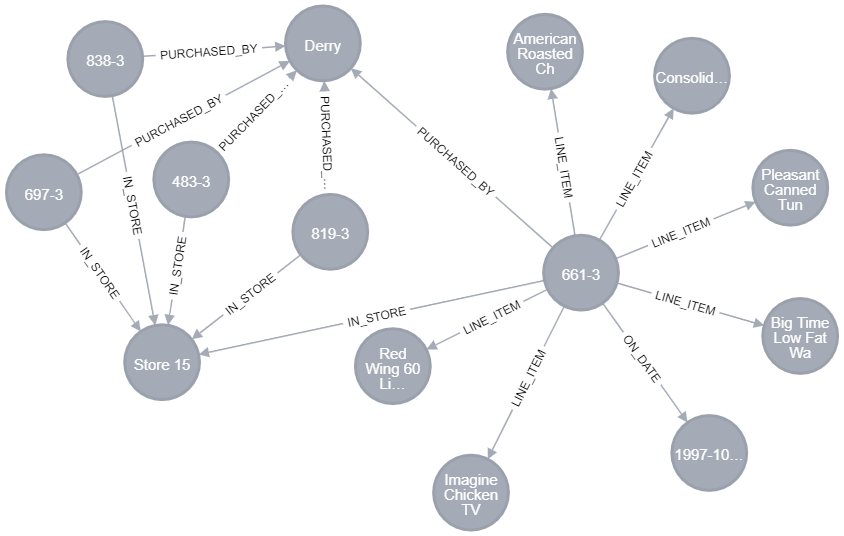 838-3
PURCHASED_BY
Derry
American
Roasted
Ch
Consolid...
PURCHASED_BY
PURCHASED_...
PURCHASED_...
PURCHASED_BY
LINE_ITEM
LINE_ITEM
697-3
483-3
IN_STORE
819-3
Pleasant
Canned
Tun
LINE_ITEM
IN_STORE
IN_STORE
IN_STORE
661-3
LINE_ITEM
IN_STORE
LINE_ITEM
Big Time
Low Fat
Wa
Store 15
Red
Wing 60
Li...
LINE_ITEM
ON_DATE
1997-10...
Imagine
Chicken
TV